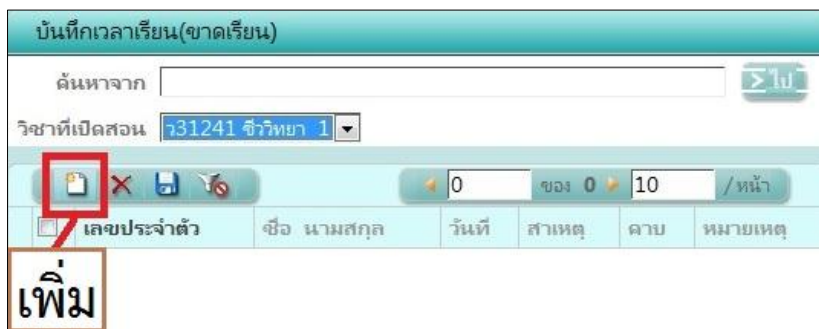 บันทึกเวลาเรียน(ขาดเรียน)
ค้นหาจาก ไป
วิชาที่เปิดสอน ว31241 ชีววิทยา 1
0 ของ 0 10 /หน้า
เลขประจำตัว ชื่อ นามสกุล วันที่ สาเหตุ คาบ หมายเหตุ
เพิ่ม